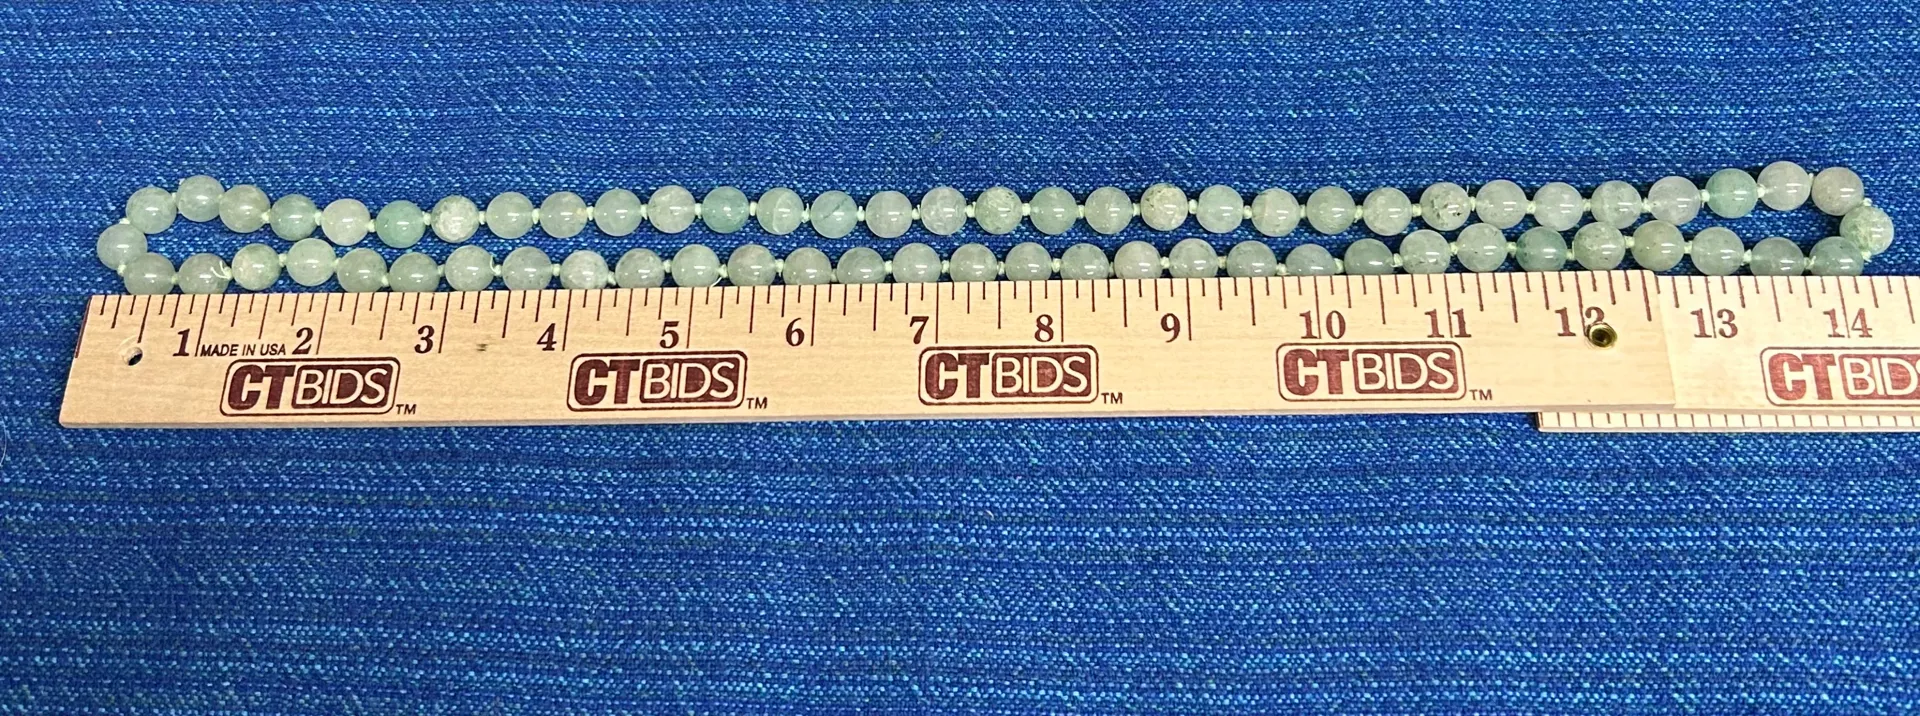 1 2 3 4 5 6 7 8 9 10 11 12 13 14
MADE IN USA
CTBIDS™ CTBIDS™ CTBIDS™ CTBIDS™ CTBIDS